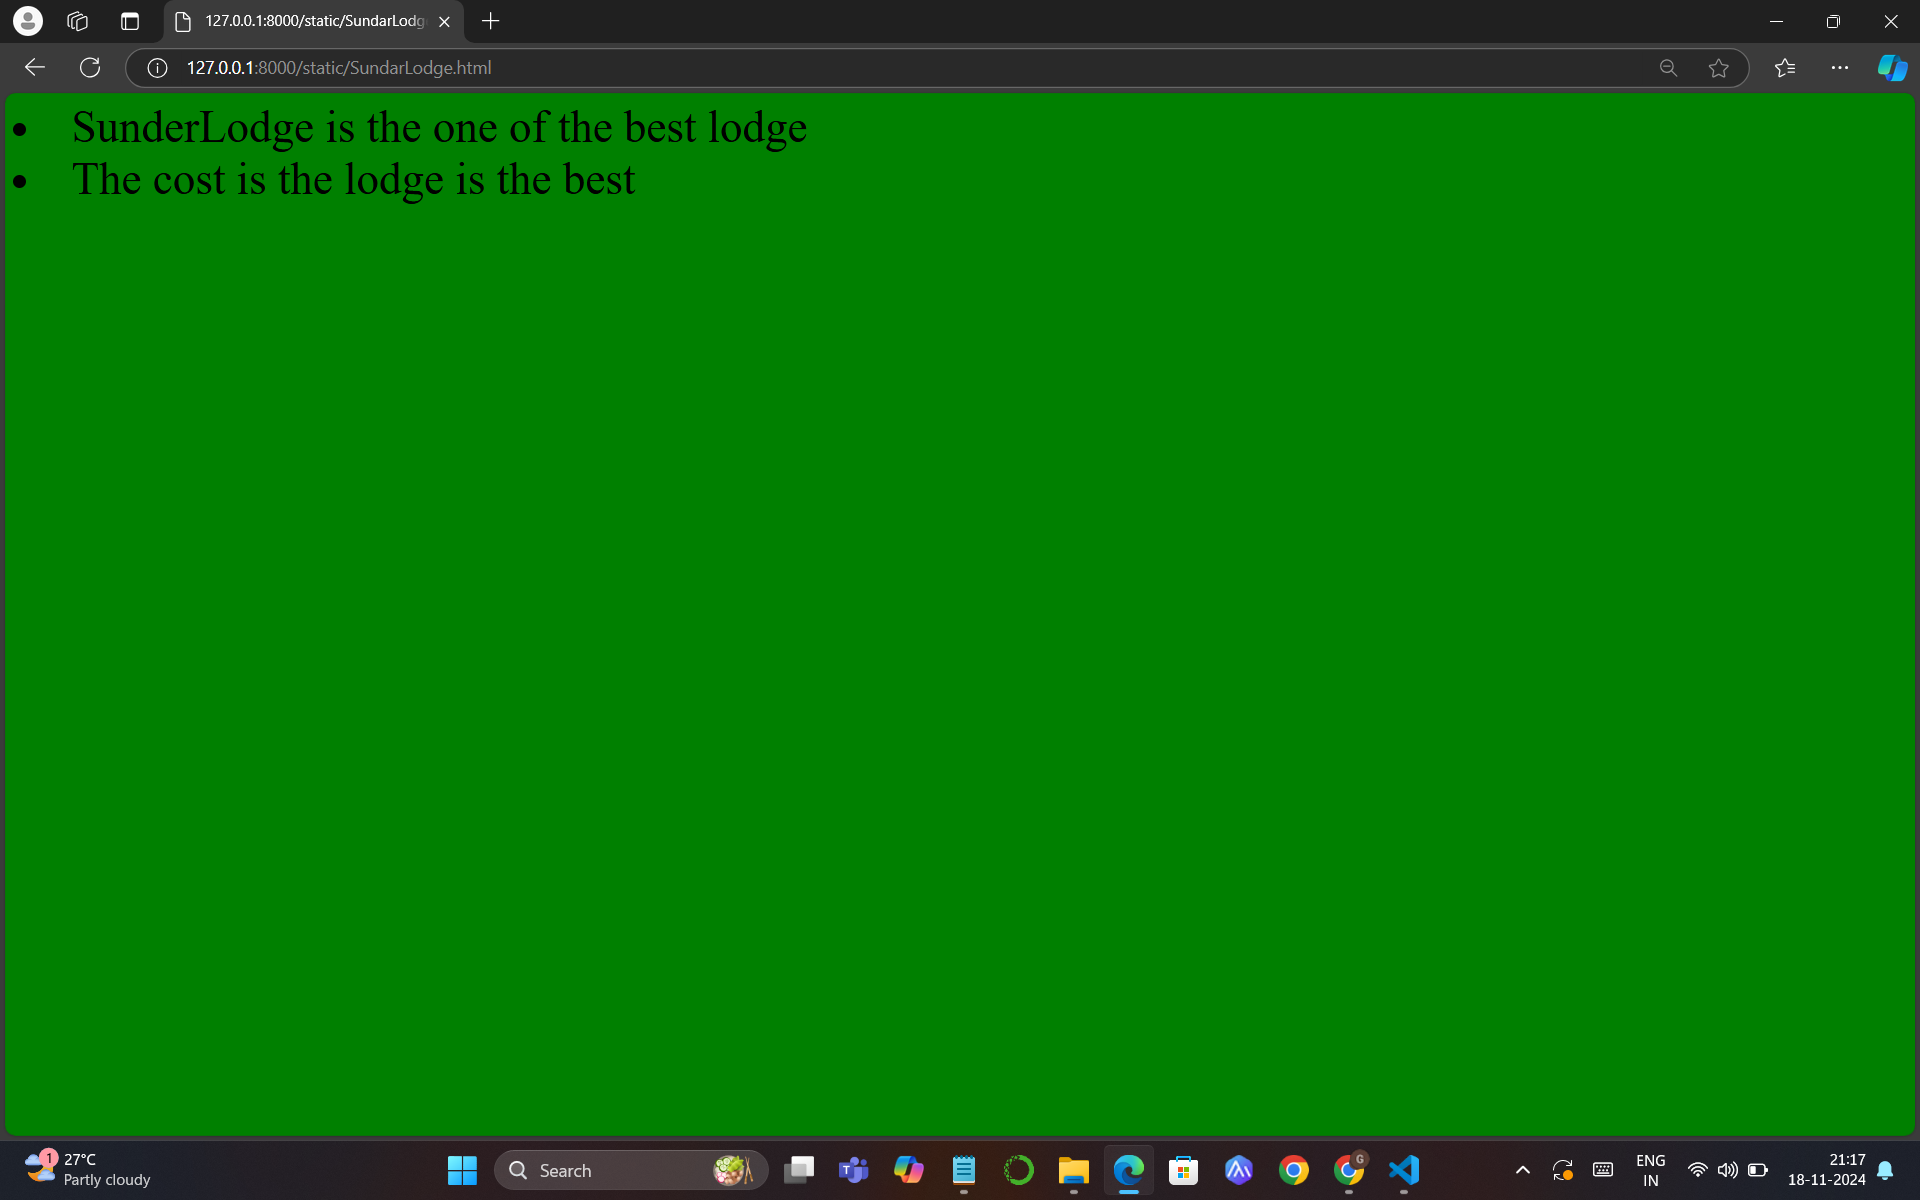 127.0.0.1:8000/static/SundarLodg
127.0.0.1:8000/static/SundarLodge.html
• SunderLodge is the one of the best lodge
• The cost is the lodge is the best
1
27°C
Partly cloudy
Search
T
G
ENG
IN
21:17
18-11-2024